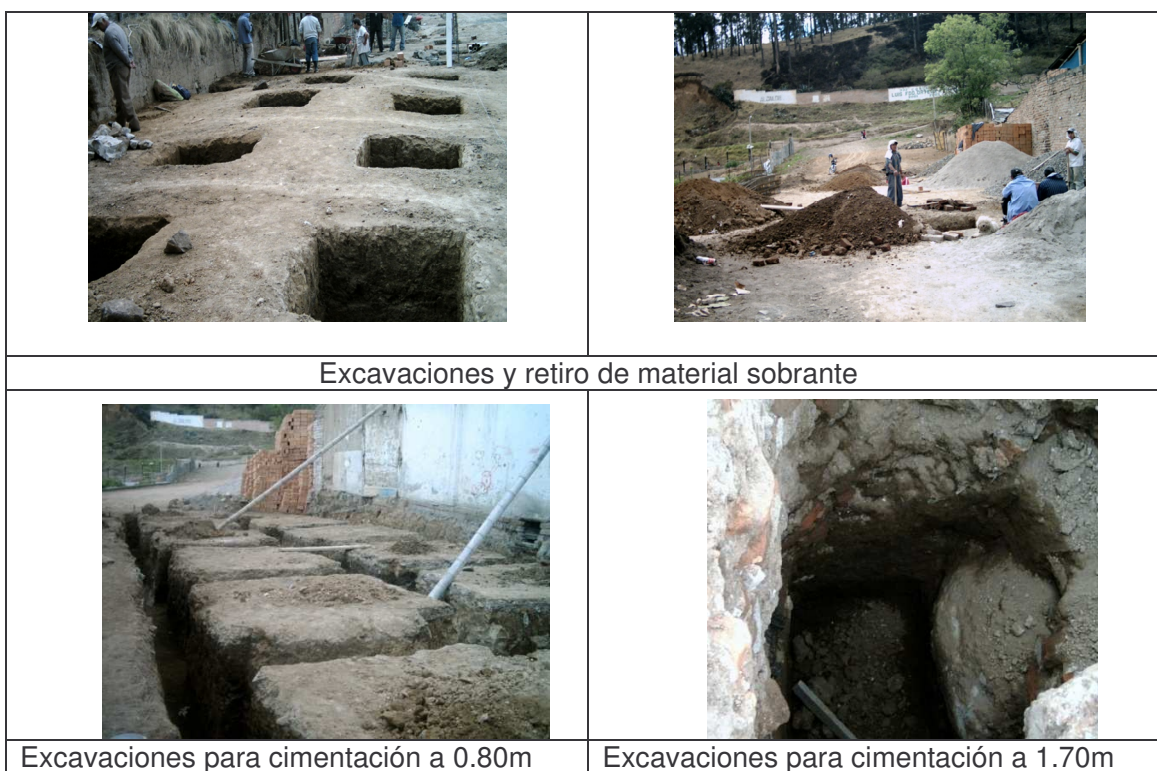 Excavaciones y retiro de material sobrante
Excavaciones para cimentación a 0.80m
Excavaciones para cimentación a 1.70m